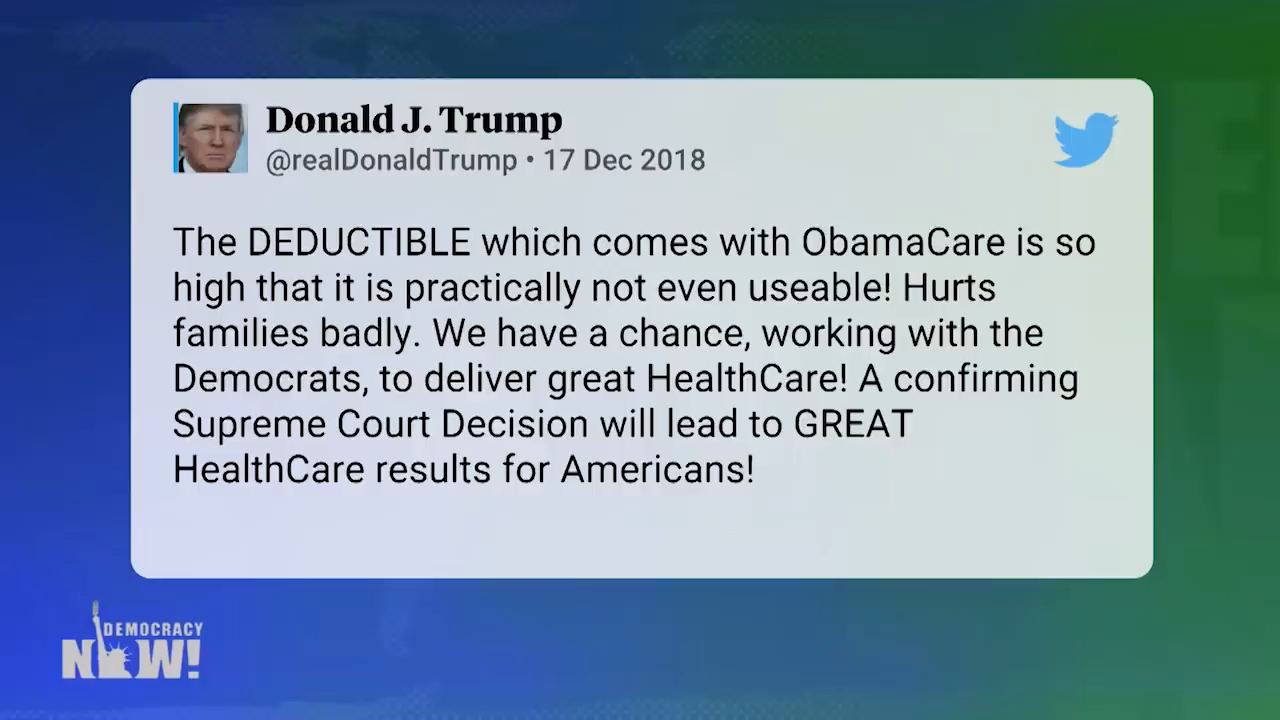 Donald J. Trump
@realDonaldTrump • 17 Dec 2018
The DEDUCTIBLE which comes with ObamaCare is so
high that it is practically not even useable! Hurts
families badly. We have a chance, working with the
Democrats, to deliver great HealthCare! A confirming
Supreme Court Decision will lead to GREAT
HealthCare results for Americans!
DEMOCRACY
NOW!